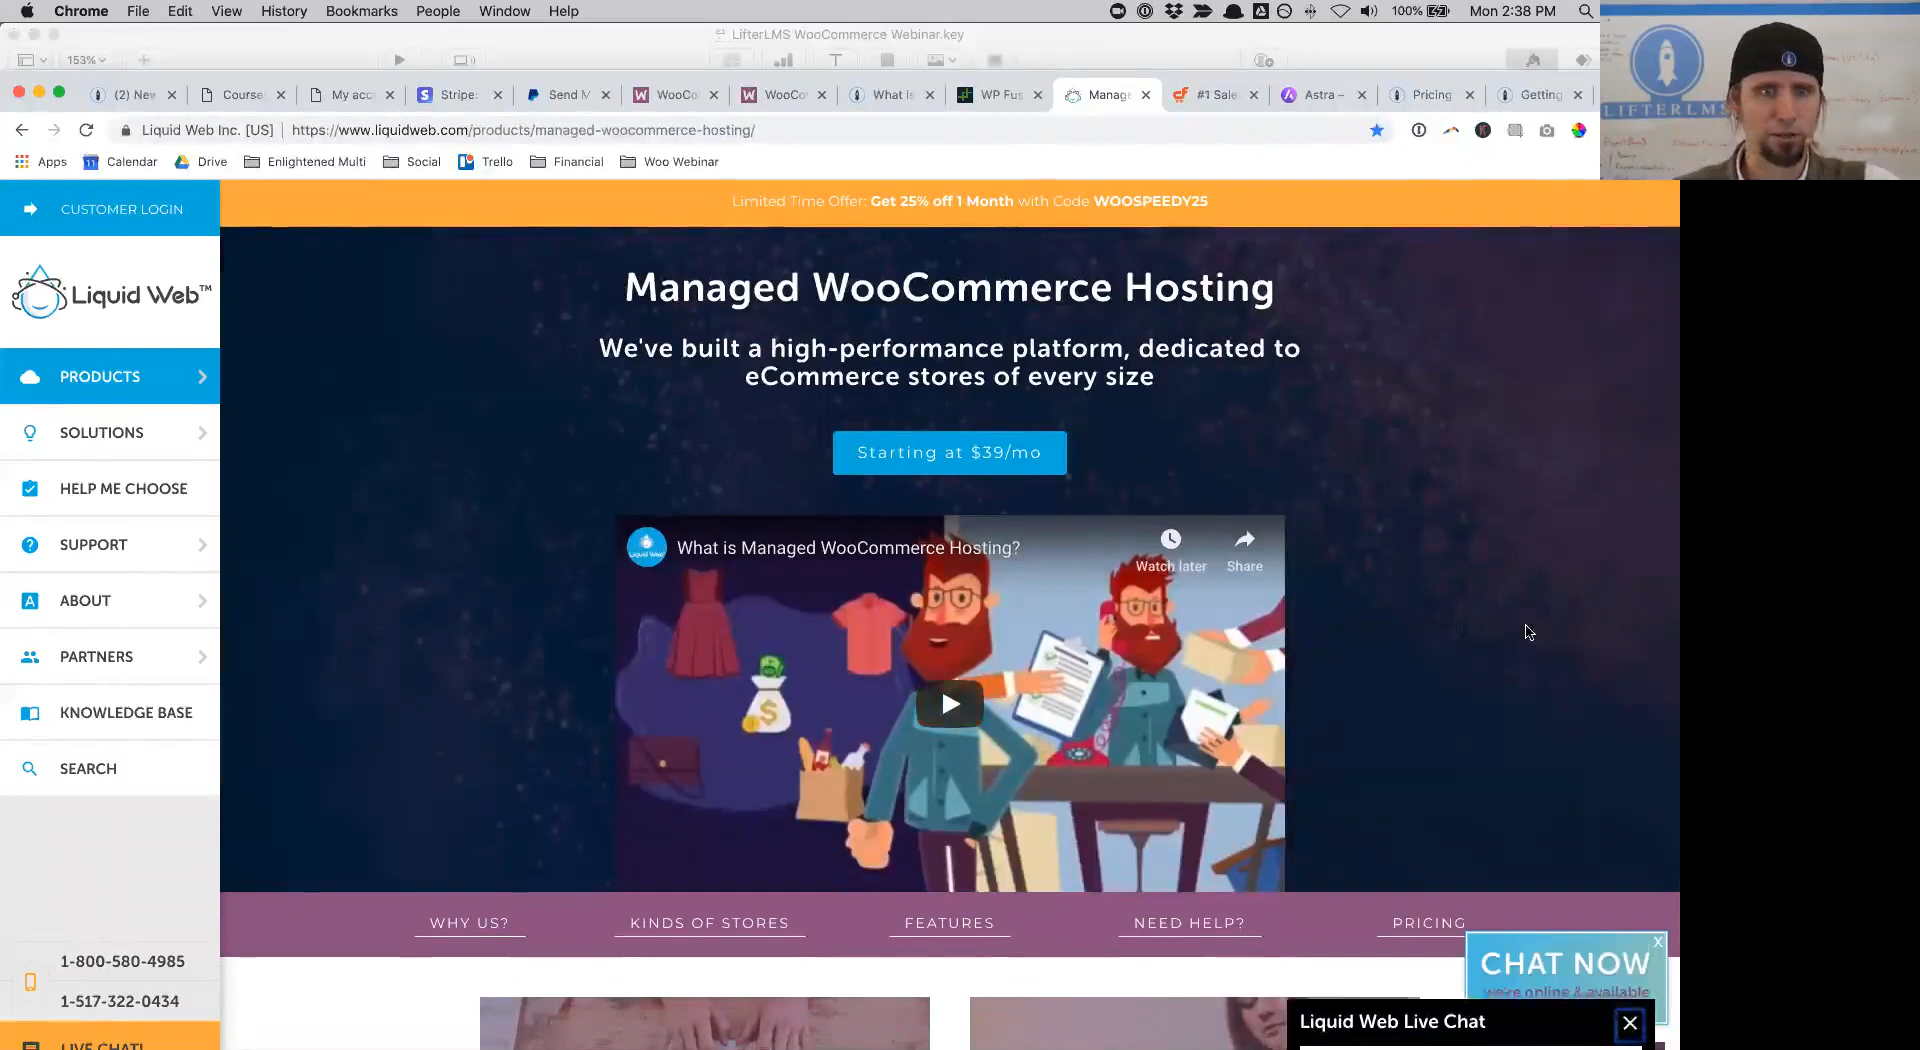 Chrome File Edit View History Bookmarks People Window Help
100%
Mon 2:38 PM
LifterLMS WooCommerce Webinar.key
153%
(2) New
Course
My acc
Stripe:
Send M
WooCo
WooCo
What is
WP Fus
Manag
#1 Sale
Astra –
Pricing
Getting
Liquid Web Inc. [US]
https://www.liquidweb.com/products/managed-woocommerce-hosting/
Apps
Calendar
Drive
Enlightened Multi
Social
Trello
Financial
Woo Webinar
LIFTERLMS
CUSTOMER LOGIN
Liquid Web™
PRODUCTS
SOLUTIONS
HELP ME CHOOSE
SUPPORT
ABOUT
PARTNERS
KNOWLEDGE BASE
SEARCH
1-800-580-4985
1-517-322-0434
LIVE CHAT!
Limited Time Offer: Get 25% off 1 Month with Code WOOSPEEDY25
Managed WooCommerce Hosting
We've built a high-performance platform, dedicated to
eCommerce stores of every size
Starting at $39/mo
Liquid Web
What is Managed WooCommerce Hosting?
Watch later
Share
WHY US?
KINDS OF STORES
FEATURES
NEED HELP?
PRICING
X
CHAT NOW
we're online & available
Liquid Web Live Chat